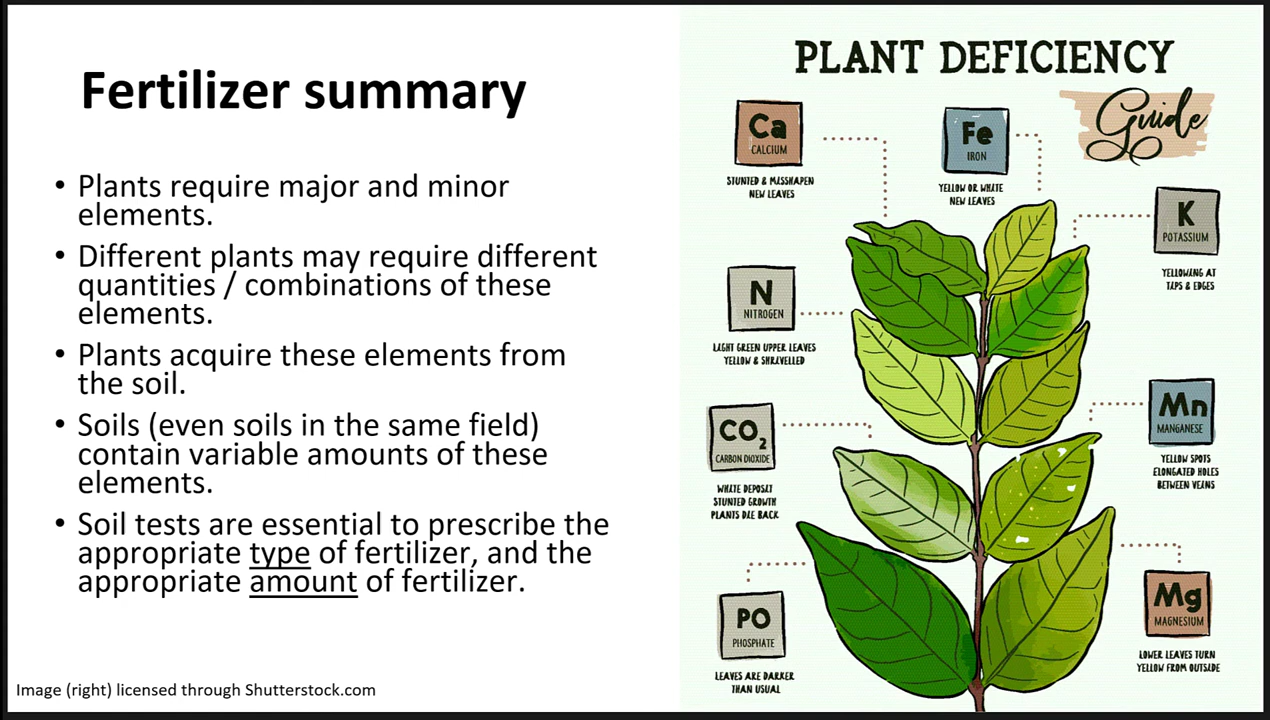 Fertilizer summary
• Plants require major and minor
elements.
• Different plants may require different
quantities / combinations of these
elements.
• Plants acquire these elements from
the soil.
• Soils (even soils in the same field)
contain variable amounts of these
elements.
• Soil tests are essential to prescribe the
appropriate type of fertilizer, and the
appropriate amount of fertilizer.
Image (right) licensed through Shutterstock.com
PLANT DEFICIENCY
Guide
Ca
CALCIUM
STUNTED & MISSHAPEN
NEW LEAVES
Fe
IRON
YELLOW OR WHITE
NEW LEAVES
K
POTASSIUM
YELLOWING AT
TIPS & EDGES
N
NITROGEN
LIGHT GREEN UPPER LEAVES
YELLOW & SHRIVELLED
Mn
MANGANESE
YELLOW SPOTS
ELONGATED HOLES
BETWEEN VEINS
CO₂
CARBON DIOXIDE
WHITE DEPOSIT
STUNTED GROWTH
PLANTS DIE BACK
PO
PHOSPHATE
LEAVES ARE DARKER
THAN USUAL
Mg
MAGNESIUM
LOWER LEAVES TURN
YELLOW FROM OUTSIDE